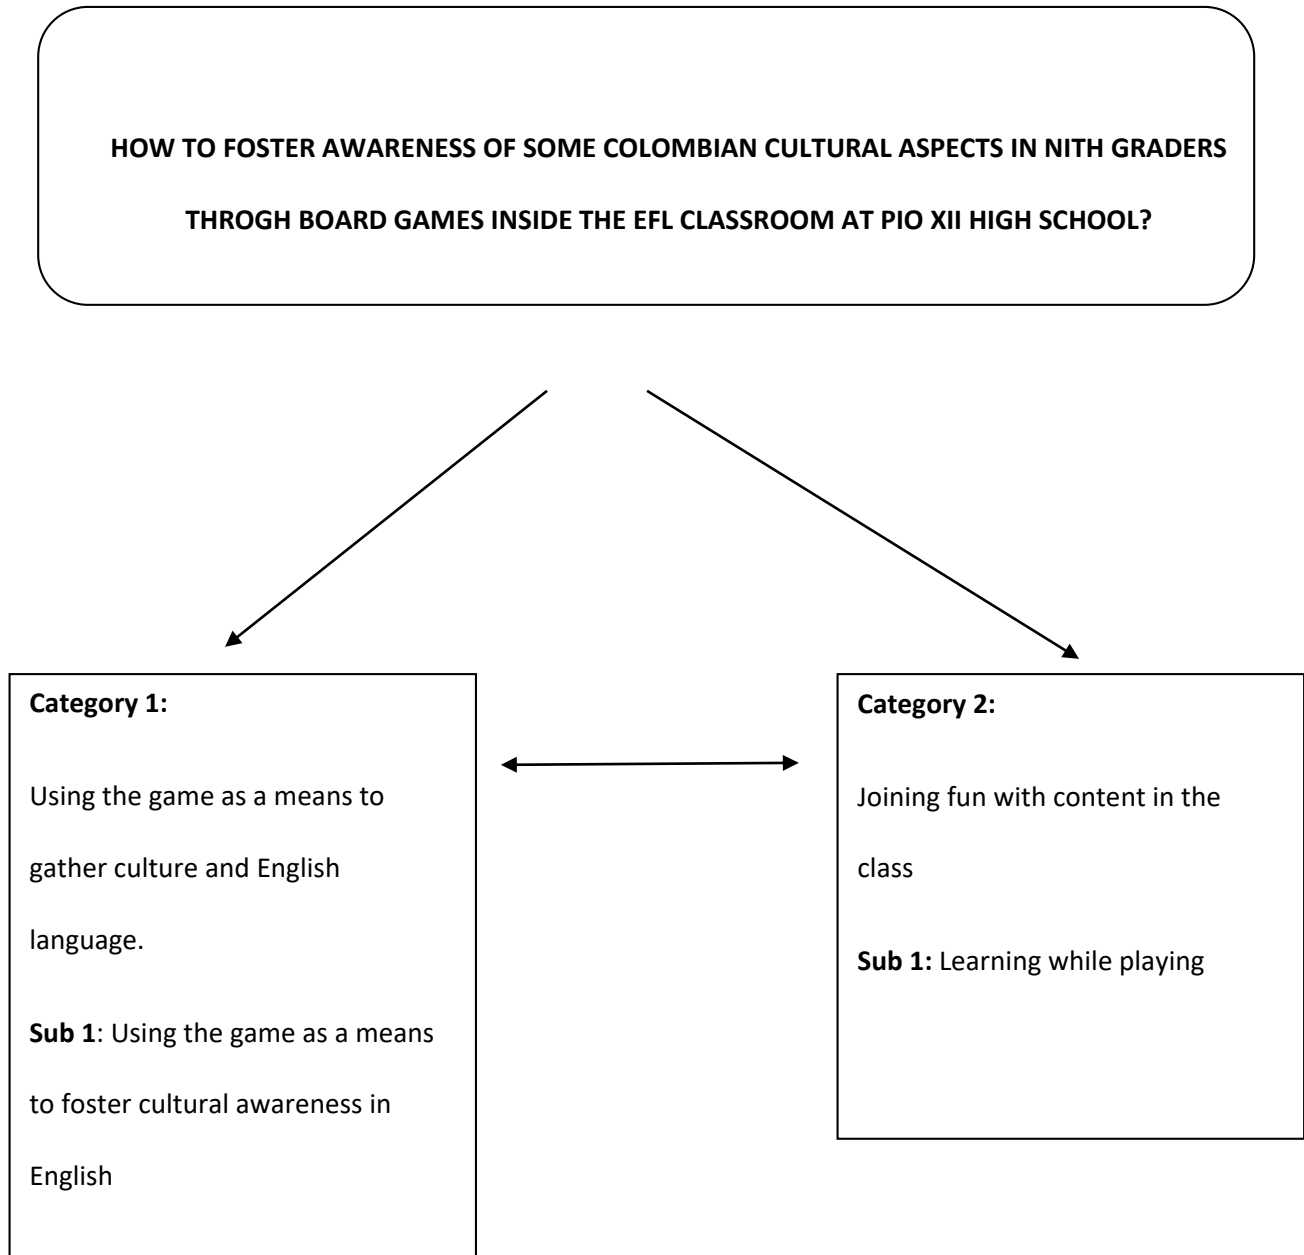 HOW TO FOSTER AWARENESS OF SOME COLOMBIAN CULTURAL ASPECTS IN NITH GRADERS
THROGH BOARD GAMES INSIDE THE EFL CLASSROOM AT PIO XII HIGH SCHOOL?
Category 1:
Using the game as a means to
gather culture and English
language.
Sub 1: Using the game as a means
to foster cultural awareness in
English
Category 2:
Joining fun with content in the
class
Sub 1: Learning while playing